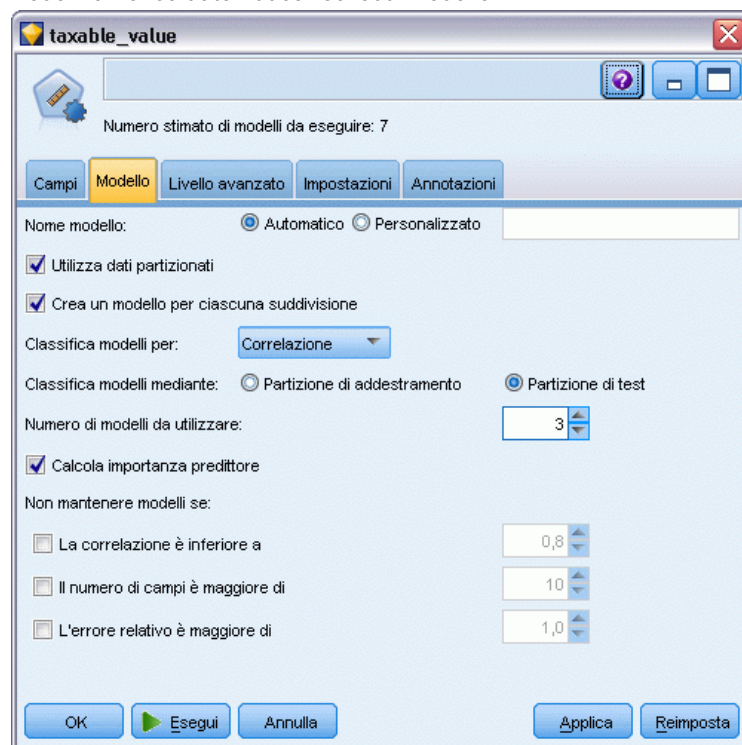 taxable_value
Numero stimato di modelli da eseguire: 7
Campi Modello Livello avanzato Impostazioni Annotazioni
Nome modello: Automatico Personalizzato
Utilizza dati partizionati
Crea un modello per ciascuna suddivisione
Classifica modelli per: Correlazione
Classifica modelli mediante: Partizione di addestramento Partizione di test
Numero di modelli da utilizzare: 3
Calcola importanza predittore
Non mantenere modelli se:
La correlazione è inferiore a 0,8
Il numero di campi è maggiore di 10
L'errore relativo è maggiore di 1,0
OK Esegui Annulla Applica Reimposta